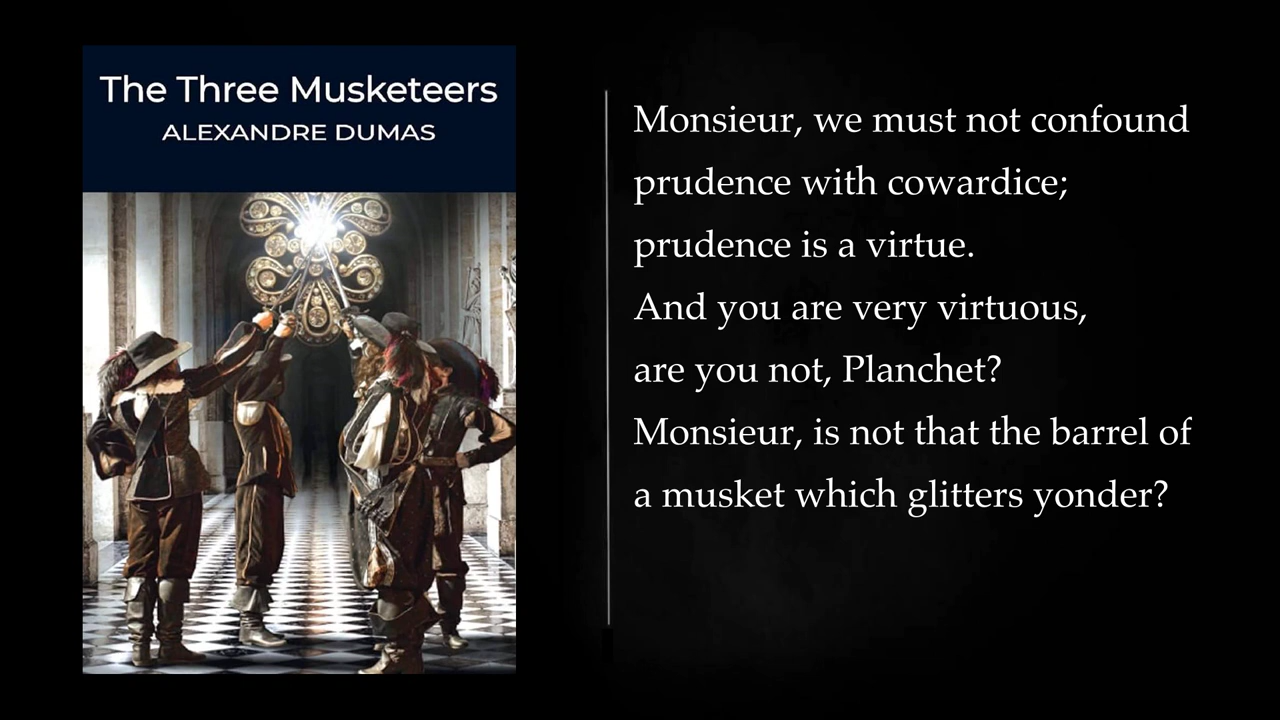 The Three Musketeers
ALEXANDRE DUMAS
Monsieur, we must not confound
prudence with cowardice;
prudence is a virtue.
And you are very virtuous,
are you not, Planchet?
Monsieur, is not that the barrel of
a musket which glitters yonder?